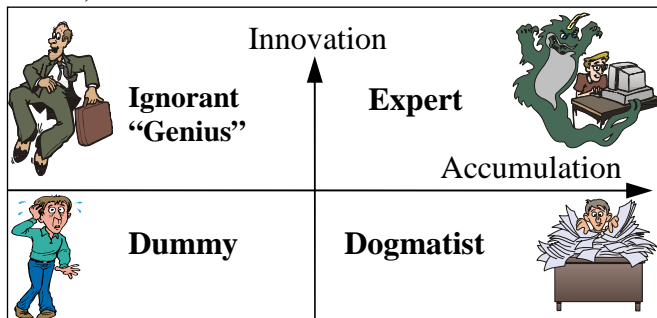 Innovation
Ignorant
“Genius”
Expert
Accumulation
Dummy
Dogmatist